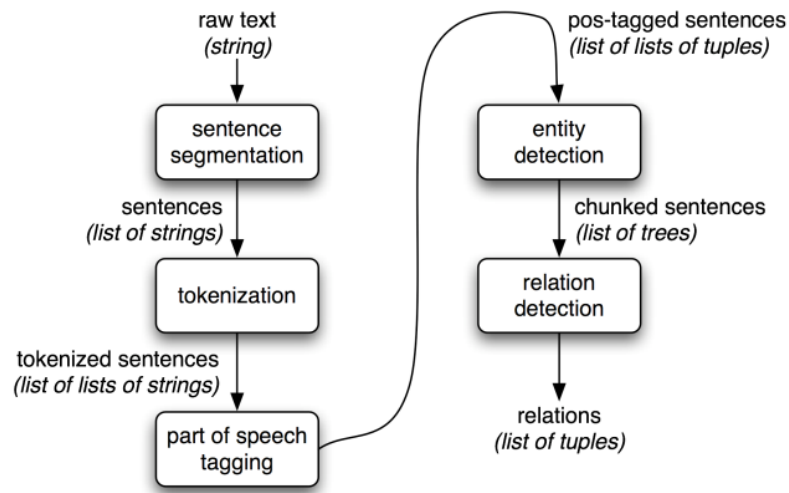 raw text
(string)
sentence
segmentation
sentences
(list of strings)
tokenization
tokenized sentences
(list of lists of strings)
part of speech
tagging
pos-tagged sentences
(list of lists of tuples)
entity
detection
chunked sentences
(list of trees)
relation
detection
relations
(list of tuples)